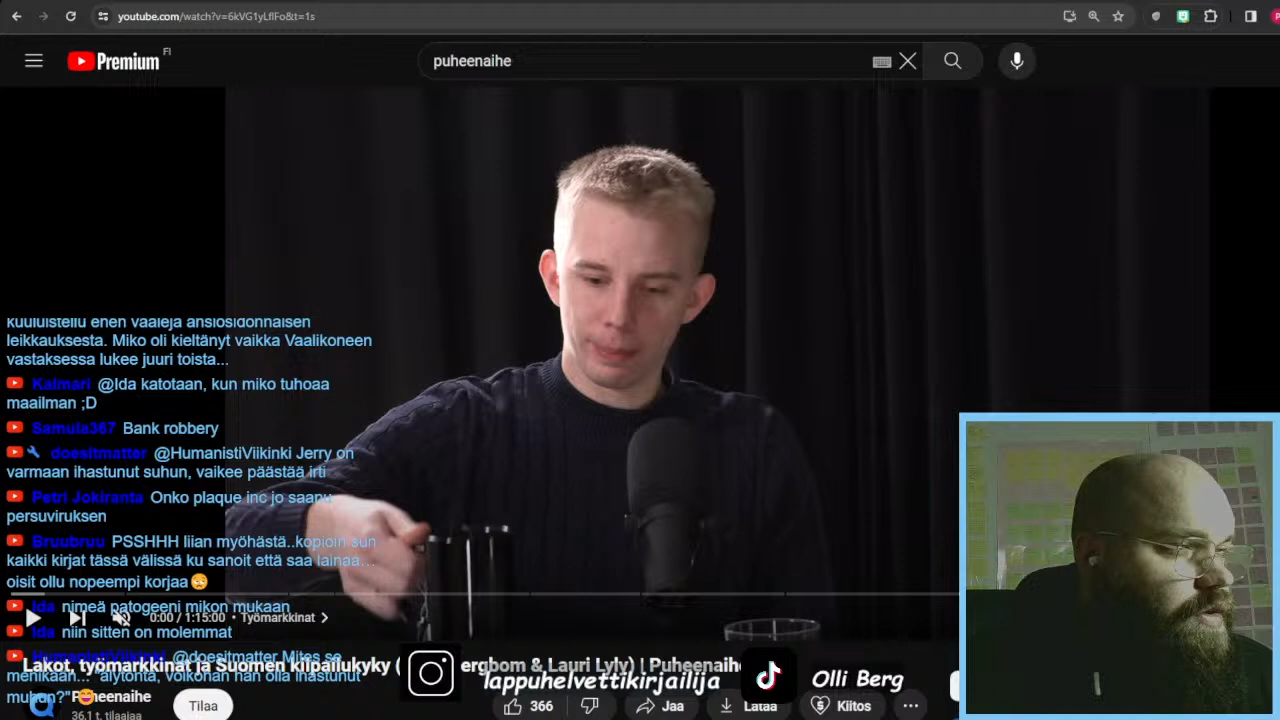 youtube.com/watch?v=6kVG1yLflFo&t=1s
Premium FI
puheenaihe
kuuluistellu enen vaaleja ansiosidonnaisen
leikkauksesta. Miko oli kieltänyt vaikka Vaalikoneen
vastaksessa lukee juuri toista...
Kalmari @Ida katotaan, kun miko tuhoaa
maailman ;D
Samula367 Bank robbery
doesitmatter @HumanistiViikinki Jerry on
varmaan ihastunut suhun, vaikee päästää irti
Petri Jokiranta Onko plaque inc jo saanu
persuviruksen
Bruubruu PSSHHH liian myöhästä..kopioin sun
kaikki kirjat tässä välissä ku sanoit että saa lainaa...
oisit ollu nopeempi korjaa😳
Ida nimeä patogeeni mikon mukaan
0:00 / 1:15:00 • Työmarkkinat
Ida niin sitten on molemmat
HumanistiViikinki @doesitmatter Mites se
Lakot, työmarkkinat ja Suomen kilpailukyky ( ergbom & Lauri Lyly) | Puheenaihe
menikään... "älytöntä, voikohan hän olla ihastunut
muhun?"😅
lappuhelvettikirjailija
Olli Berg
Puheenaihe
36,1 t. tilaajaa
Tilaa
366
Jaa
Lataa
Kiitos